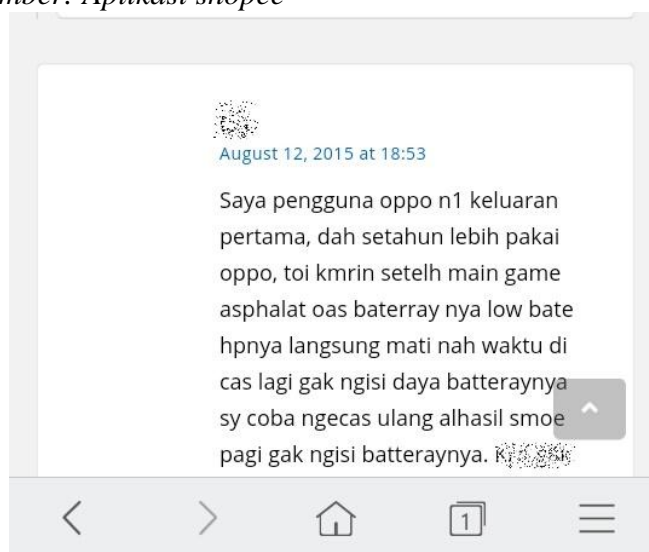 mber: Aplikasi shopee
August 12, 2015 at 18:53
Saya pengguna oppo n1 keluaran
pertama, dah setahun lebih pakai
oppo, toi kmrin setelh main game
asphalat oas baterray nya low bate
hpnya langsung mati nah waktu di
cas lagi gak ngisi daya batteraynya
sy coba ngecas ulang alhasil smoe
pagi gak ngisi batteraynya.
1